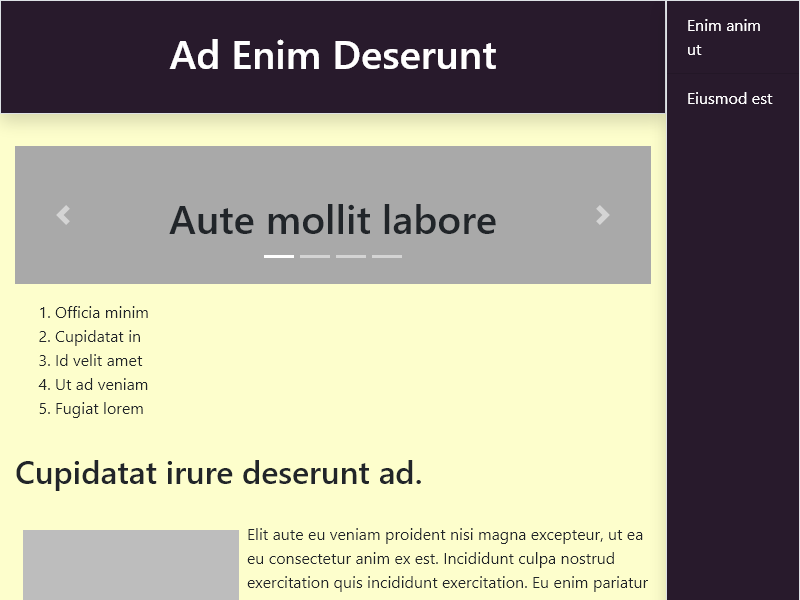 Ad Enim Deserunt
Enim anim
ut
Eiusmod est
Aute mollit labore
1. Officia minim
2. Cupidatat in
3. Id velit amet
4. Ut ad veniam
5. Fugiat lorem
Cupidatat irure deserunt ad.
Elit aute eu veniam proident nisi magna excepteur, ut ea
eu consectetur anim ex est. Incididunt culpa nostrud
exercitation quis incididunt exercitation. Eu enim pariatur